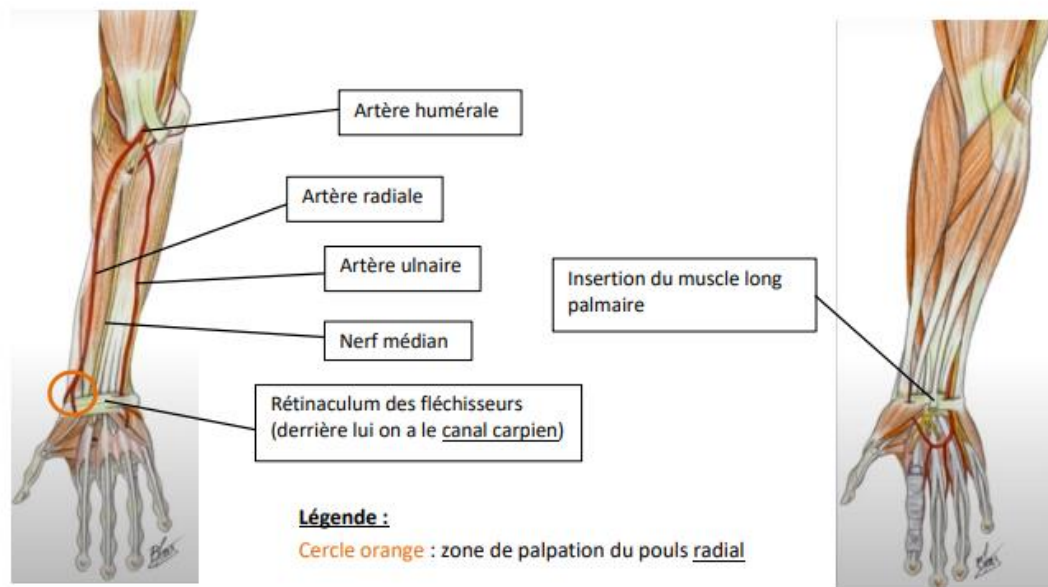 Artère humérale
Artère radiale
Artère ulnaire
Insertion du muscle long
palmaire
Nerf médian
Rétinaculum des fléchisseurs
(derrière lui on a le canal carpien)
Légende :
Cercle orange : zone de palpation du pouls radial